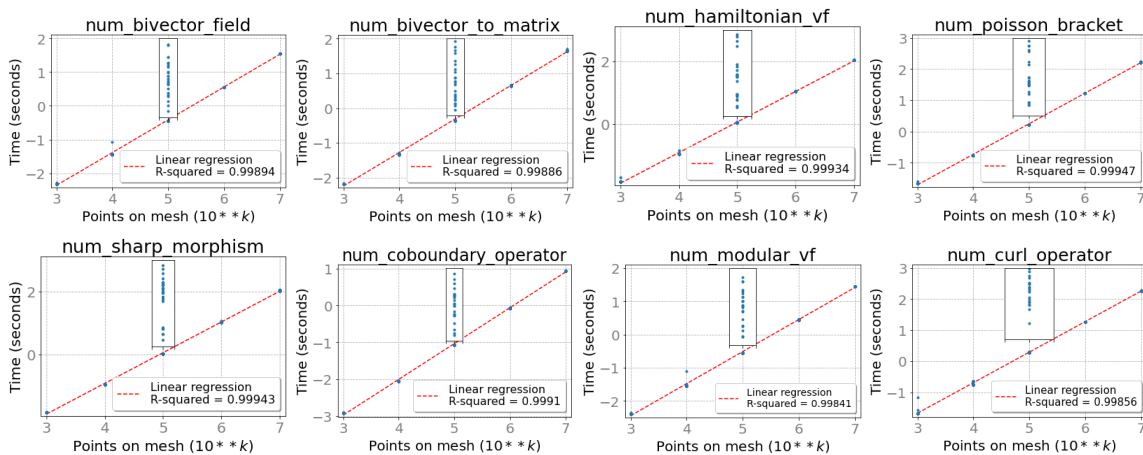 num_bivector_field
2
1
0
−1
−2
Time (seconds)
Linear regression
R-squared = 0.99894
3 4 5 6 7
Points on mesh (10**k)
num_bivector_to_matrix
2
1
0
−1
−2
Time (seconds)
Linear regression
R-squared = 0.99886
3 4 5 6 7
Points on mesh (10**k)
num_hamiltonian_vf
2
0
Time (seconds)
Linear regression
R-squared = 0.99934
3 4 5 6 7
Points on mesh (10**k)
num_poisson_bracket
3
2
1
0
−1
Time (seconds)
Linear regression
R-squared = 0.99947
3 4 5 6 7
Points on mesh (10**k)
num_sharp_morphism
2
0
Time (seconds)
Linear regression
R-squared = 0.99943
3 4 5 6 7
Points on mesh (10**k)
num_coboundary_operator
1
0
−1
−2
−3
Time (seconds)
Linear regression
R-squared = 0.9991
3 4 5 6 7
Points on mesh (10**k)
num_modular_vf
2
1
0
−1
−2
Time (seconds)
Linear regression
R-squared = 0.99841
3 4 5 6 7
Points on mesh (10**k)
num_curl_operator
3
2
1
0
−1
Time (seconds)
Linear regression
R-squared = 0.99856
3 4 5 6 7
Points on mesh (10**k)